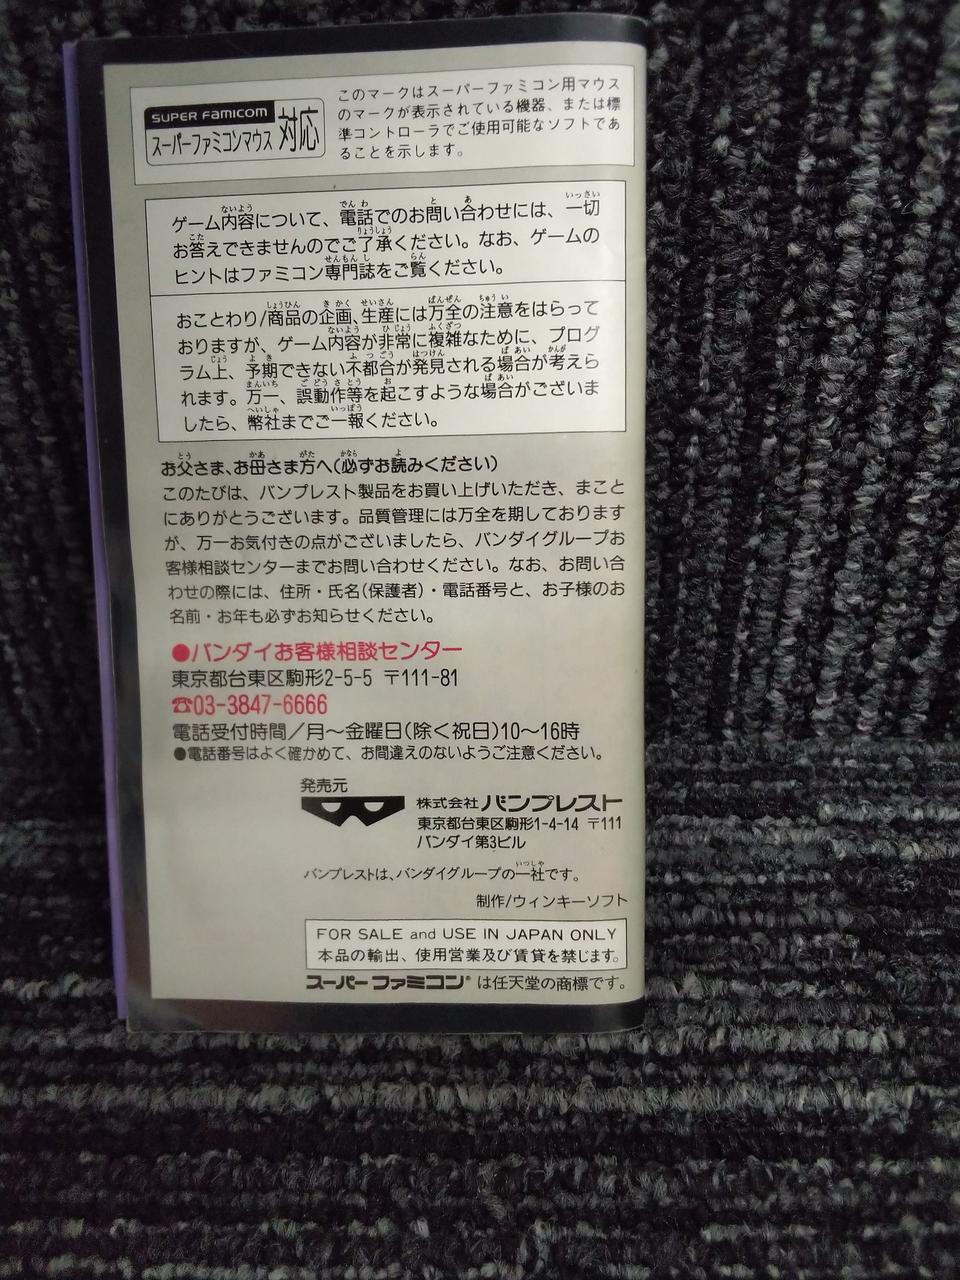 SUPER Famicom
スーパーファミコンマウス 対応
このマークはスーパーファミコン用マウス
のマークが表示されている機器、または標
準コントローラでご使用可能なソフトであ
ることを示します。
ゲーム内容について、電話でのお問い合わせには、一切
お答えできませんのでご了承ください。なお、ゲームの
ヒントはファミコン専門誌をご覧ください。
おことわり/商品の企画、生産には万全の注意をはらって
おりますが、ゲーム内容が非常に複雑なために、プログ
ラム上、予期できない不都合が発見される場合が考えら
れます。万一、誤動作等を起こすような場合がございま
したら、弊社までご一報ください。
お父さま、お母さま方へ(必ずお読みください)
このたびは、バンプレスト製品をお買い上げいただき、まこと
にありがとうございます。品質管理には万全を期しております
が、万一お気付きの点がございましたら、バンダイグループお
客様相談センターまでお問い合わせください。なお、お問い合
わせの際には、住所・氏名(保護者)・電話番号と、お子様のお
名前・お年も必ずお知らせください。
●バンダイお客様相談センター
東京都台東区駒形2-5-5 〒111-81
☎03-3847-6666
電話受付時間/月〜金曜日(除く祝日)10〜16時
●電話番号はよく確かめて、お間違えのないようご注意ください。
発売元
株式会社 バンプレスト
東京都台東区駒形1-4-14 〒111
バンダイ第3ビル
バンプレストは、バンダイグループの一社です。
制作/ウィンキーソフト
FOR SALE and USE IN JAPAN ONLY
本品の輸出、使用営業及び賃貸を禁じます。
スーパーファミコン®は任天堂の商標です。